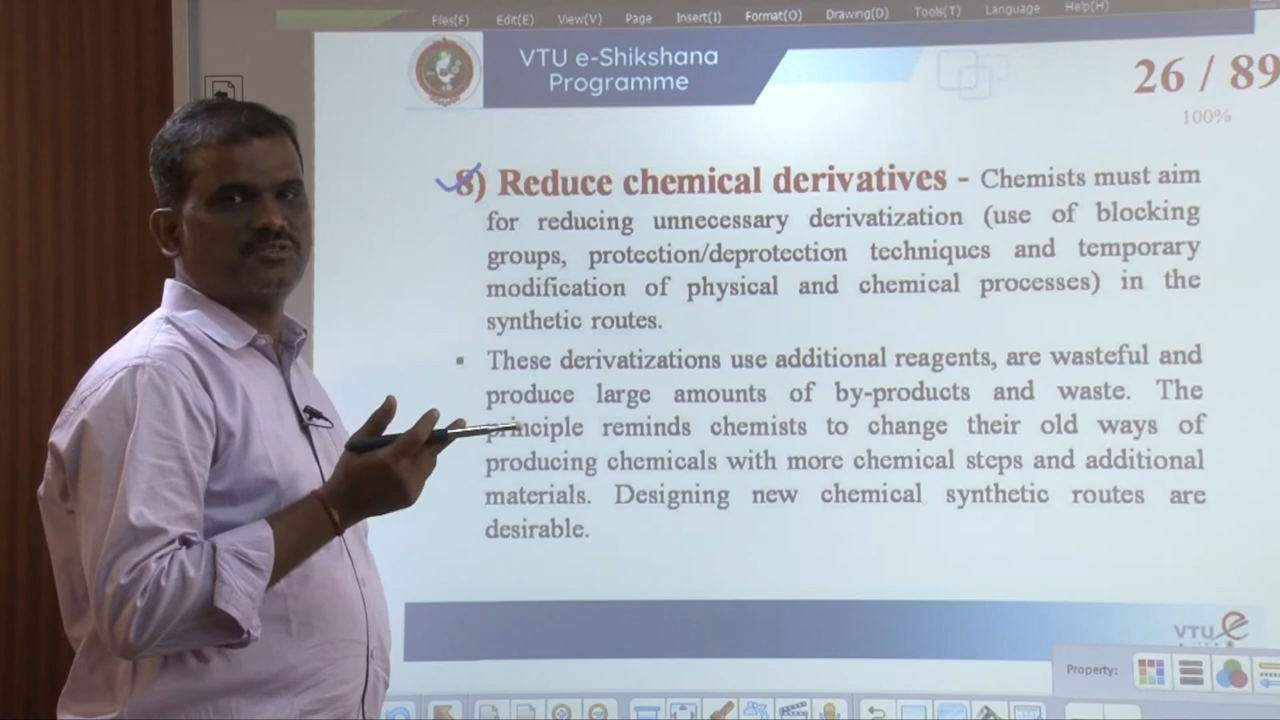 Files(F) Edit(E) View(V) Page Insert(I) Format(O) Drawing(D) Tools(T) Language Help(H)
VTU e-Shikshana
Programme
26 / 89
100%
8) Reduce chemical derivatives - Chemists must aim
for reducing unnecessary derivatization (use of blocking
groups, protection/deprotection techniques and temporary
modification of physical and chemical processes) in the
synthetic routes.
▪ These derivatizations use additional reagents, are wasteful and
produce large amounts of by-products and waste. The
principle reminds chemists to change their old ways of
producing chemicals with more chemical steps and additional
materials. Designing new chemical synthetic routes are
desirable.
VTU e
Property: